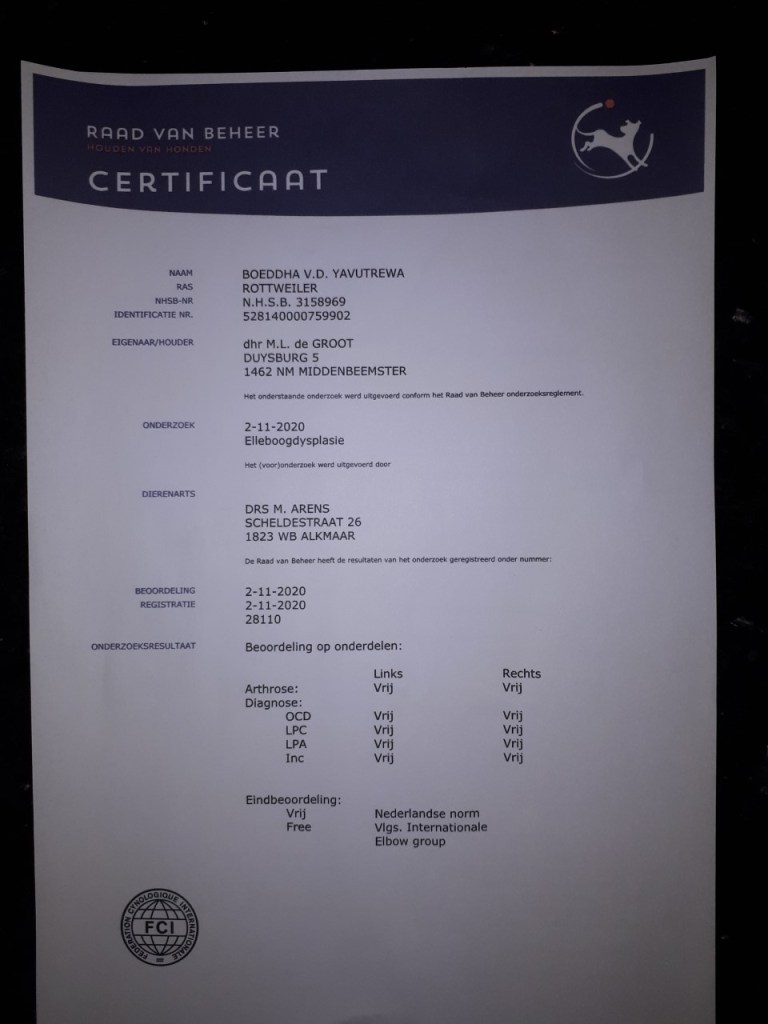 RAAD VAN BEHEER
HOUDEN VAN HONDEN
CERTIFICAAT
NAAM BOEDDHA V.D. YAVUTREWA
RAS ROTTWEILER
NHSB-NR N.H.S.B. 3158969
IDENTIFICATIE NR. 528140000759902
EIGENAAR/HOUDER dhr M.L. de GROOT
DUYSBURG 5
1462 NM MIDDENBEEMSTER
Het onderstaande onderzoek werd uitgevoerd conform het Raad van Beheer onderzoeksreglement.
ONDERZOEK 2-11-2020
Elleboogdysplasie
Het (voor)onderzoek werd uitgevoerd door
DIERENARTS
DRS M. ARENS
SCHELDESTRAAT 26
1823 WB ALKMAAR
De Raad van Beheer heeft de resultaten van het onderzoek geregistreerd onder nummer:
BEOORDELING 2-11-2020
REGISTRATIE 2-11-2020
28110
ONDERZOEKSRESULTAAT Beoordeling op onderdelen:
Links Rechts
Arthrose: Vrij Vrij
Diagnose:
OCD Vrij Vrij
LPC Vrij Vrij
LPA Vrij Vrij
Inc Vrij Vrij
Eindbeoordeling:
Vrij Nederlandse norm
Free Vlgs. Internationale
Elbow group
FEDERATION CYNOLOGIQUE INTERNATIONALE
FCI